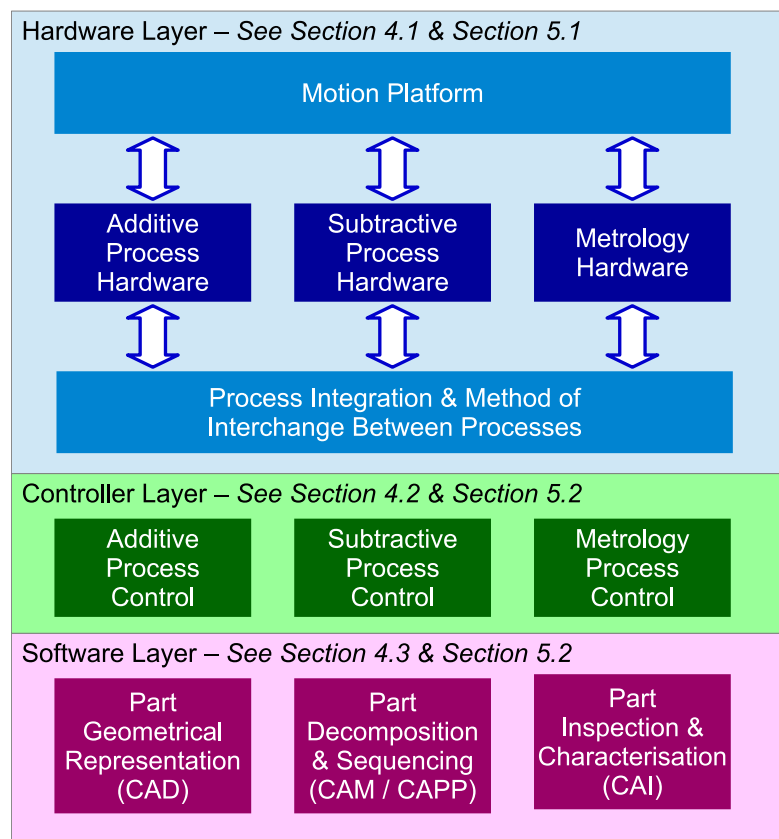 Hardware Layer – See Section 4.1 & Section 5.1
Motion Platform
Additive
Process
Hardware
Subtractive
Process
Hardware
Metrology
Hardware
Process Integration & Method of
Interchange Between Processes
Controller Layer – See Section 4.2 & Section 5.2
Additive
Process
Control
Subtractive
Process
Control
Metrology
Process
Control
Software Layer – See Section 4.3 & Section 5.2
Part
Geometrical
Representation
(CAD)
Part
Decomposition
& Sequencing
(CAM / CAPP)
Part
Inspection &
Characterisation
(CAI)